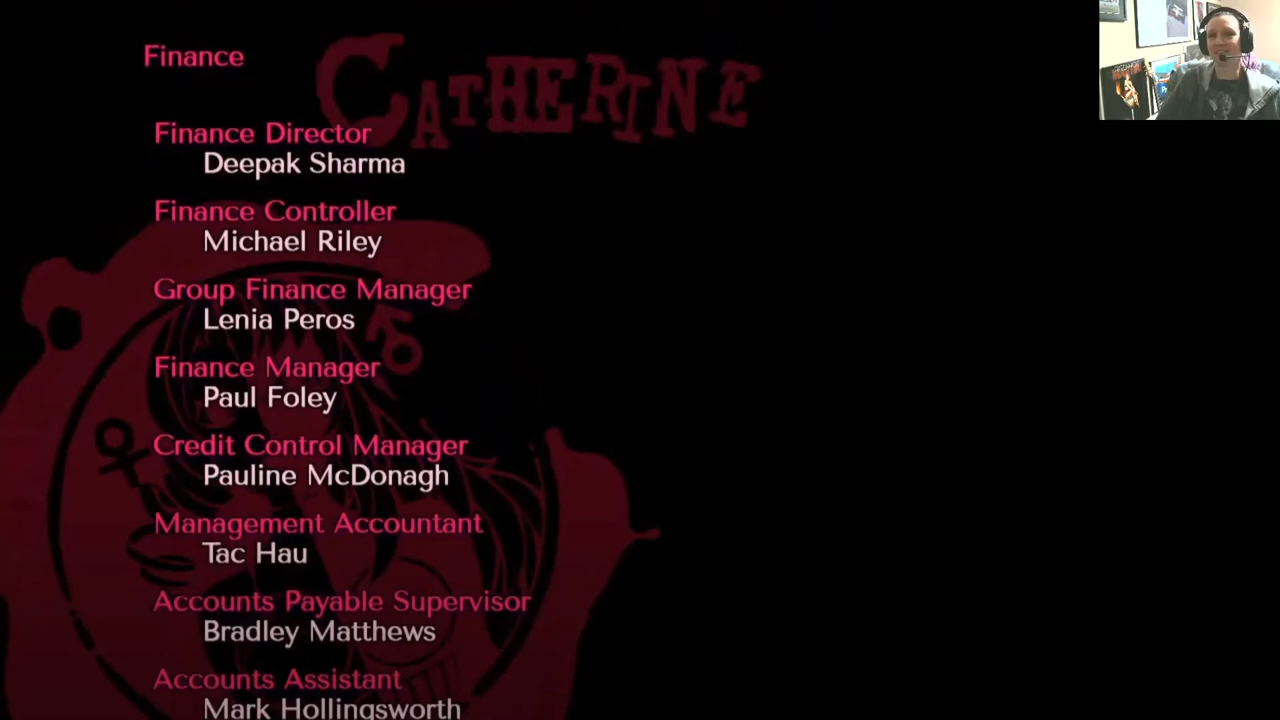 Finance
CATHERINE
Finance Director
Deepak Sharma
Finance Controller
Michael Riley
Group Finance Manager
Lenia Peros
Finance Manager
Paul Foley
Credit Control Manager
Pauline McDonagh
Management Accountant
Tac Hau
Accounts Payable Supervisor
Bradley Matthews
Accounts Assistant
Mark Hollingsworth